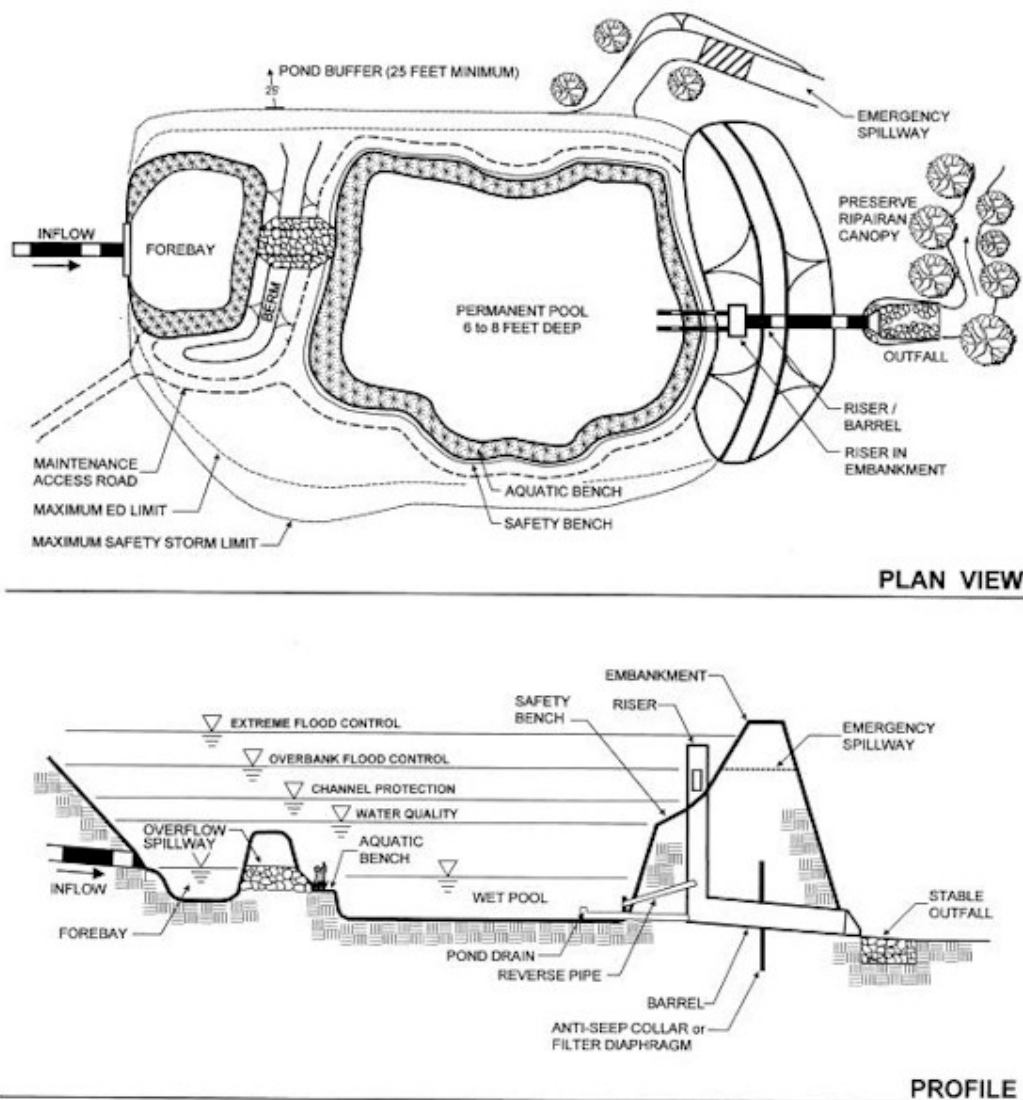 POND BUFFER (25 FEET MINIMUM)
25'
EMERGENCY
SPILLWAY
PRESERVE
RIPAIRAN
CANOPY
INFLOW
FOREBAY
BERM
PERMANENT POOL
6 to 8 FEET DEEP
OUTFALL
RISER /
BARREL
RISER IN
EMBANKMENT
MAINTENANCE
ACCESS ROAD
AQUATIC BENCH
MAXIMUM ED LIMIT
SAFETY BENCH
MAXIMUM SAFETY STORM LIMIT
PLAN VIEW
EMBANKMENT
SAFETY
BENCH
RISER
EXTREME FLOOD CONTROL
EMERGENCY
SPILLWAY
OVERBANK FLOOD CONTROL
CHANNEL PROTECTION
WATER QUALITY
OVERFLOW
SPILLWAY
AQUATIC
BENCH
INFLOW
WET POOL
STABLE
OUTFALL
FOREBAY
POND DRAIN
REVERSE PIPE
BARREL
ANTI-SEEP COLLAR or
FILTER DIAPHRAGM
PROFILE